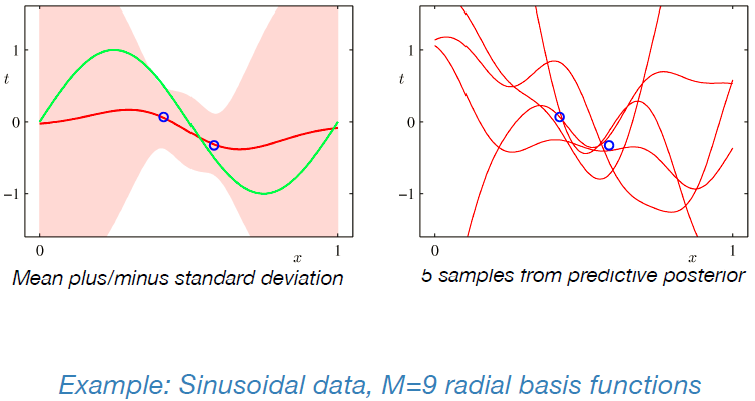 1
t
0
−1
0
x
1
1
t
0
−1
0
x
1
Mean plus/minus standard deviation
5 samples from predictive posterior
Example: Sinusoidal data, M=9 radial basis functions